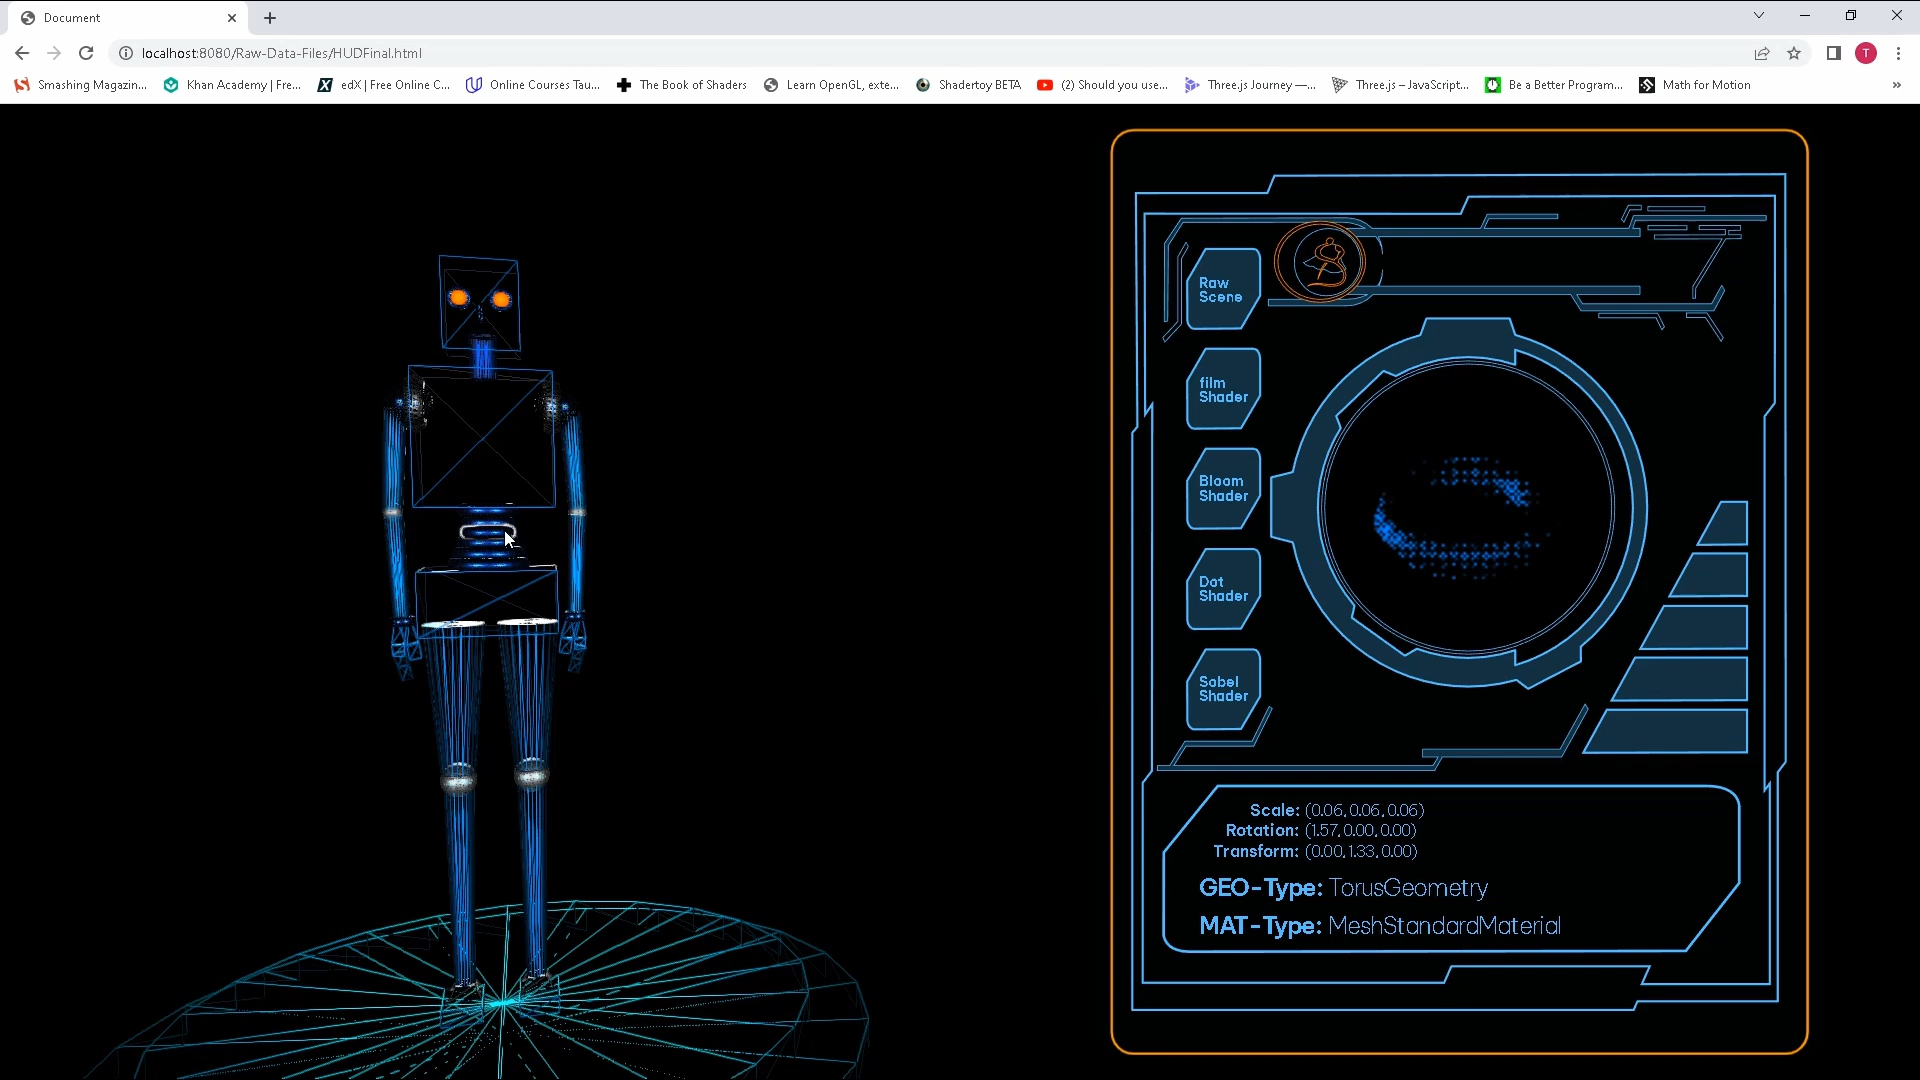 Document
localhost:8080/Raw-Data-Files/HUDFinal.html
T
Smashing Magazin...
Khan Academy | Fre...
edX | Free Online C...
Online Courses Tau...
The Book of Shaders
Learn OpenGL, exte...
Shadertoy BETA
(2) Should you use...
Three.js Journey —...
Three.js – JavaScript...
Be a Better Program...
Math for Motion
»
Raw
Scene
film
Shader
Bloom
Shader
Dot
Shader
Sobel
Shader
Scale: (0.06,0.06,0.06)
Rotation: (1.57,0.00,0.00)
Transform: (0.00,1.33,0.00)
GEO-Type: TorusGeometry
MAT-Type: MeshStandardMaterial